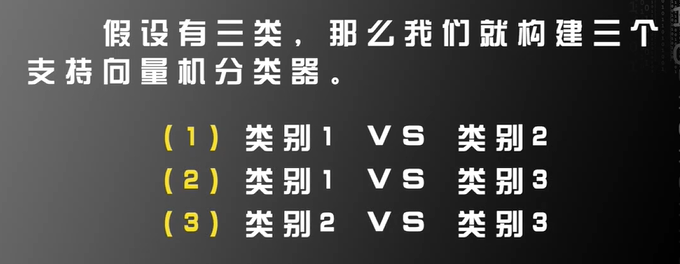 假设有三类，那么我们就构建三个
支持向量机分类器。
(1) 类别1 VS 类别2
(2) 类别1 VS 类别3
(3) 类别2 VS 类别3